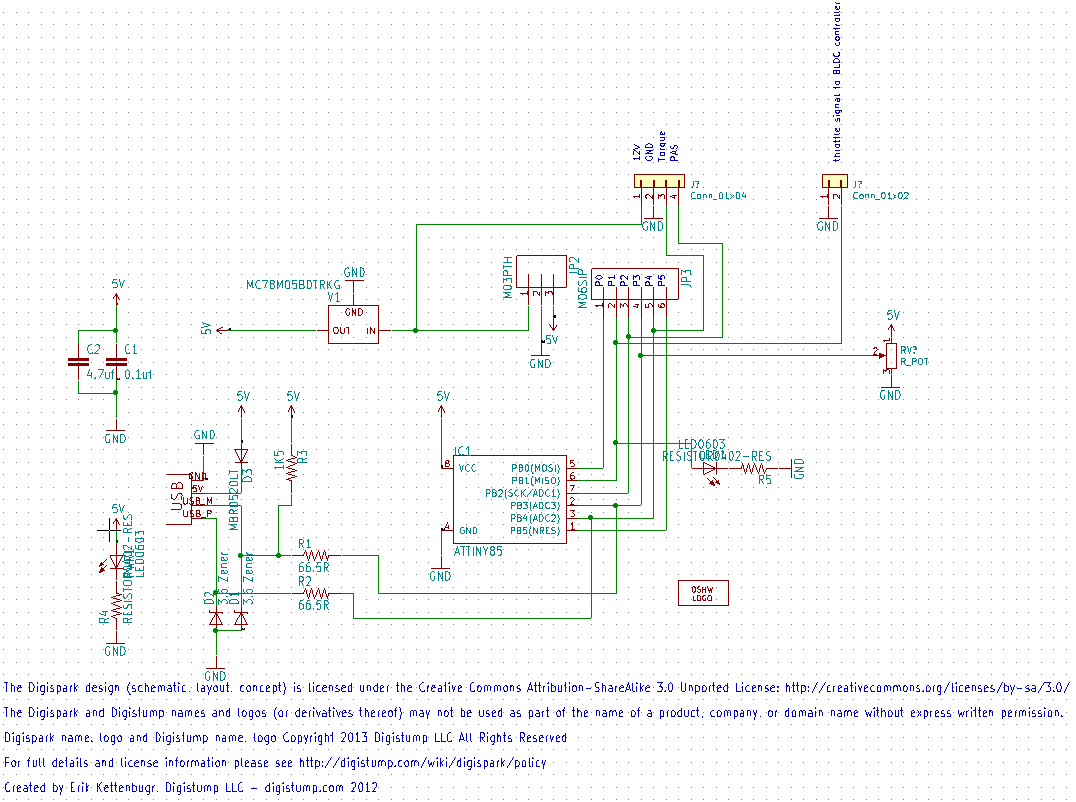 throttle signal to BLDC controller
12V
GND
Torque
PAS
J?
Conn_01x04
1
2
3
4
GND
J?
Conn_01x02
1
2
GND
MC78M05BDTRKG
GND
V1
GND
OUT
IN
5V
M03PTH
JP2
1
2
3
5V
GND
M06SIP
JP3
P0
P1
P2
P3
P4
P5
1
2
3
4
5
6
5V
C2
C1
4.7uf
0.1uf
GND
5V
RV?
R_POT
1
2
3
GND
5V
5V
5V
GND
D3
MBR0520LT
1K5
R3
USB
GND
5V
USB_M
USB_P
IC1
8
VCC
4
GND
PB0(MOSI)
5
PB1(MISO)
6
PB2(SCK/ADC1)
7
PB3(ADC3)
2
PB4(ADC2)
3
PB5(NRES)
1
ATTINY85
GND
LED0603
RESISTOR0402-RES
R5
GND
5V
RESISTOR0402-RES
LED0603
R4
GND
R1
66.5R
R2
66.5R
D2
3.6 Zener
D1
3.6 Zener
GND
OSHW
LOGO
The Digispark design (schematic, layout, concept) is licensed under the Creative Commons Attribution-ShareAlike 3.0 Unported License: http://creativecommons.org/licenses/by-sa/3.0/
The Digispark and Digistump names and logos (or derivatives thereof) may not be used as part of the name of a product, company, or domain name without express written permission.
Digispark name, logo and Digistump name, logo Copyright 2013 Digistump LLC All Rights Reserved
For full details and license information please see http://digistump.com/wiki/digispark/policy
Created by Erik Kettenbugr, Digistump LLC - digistump.com 2012